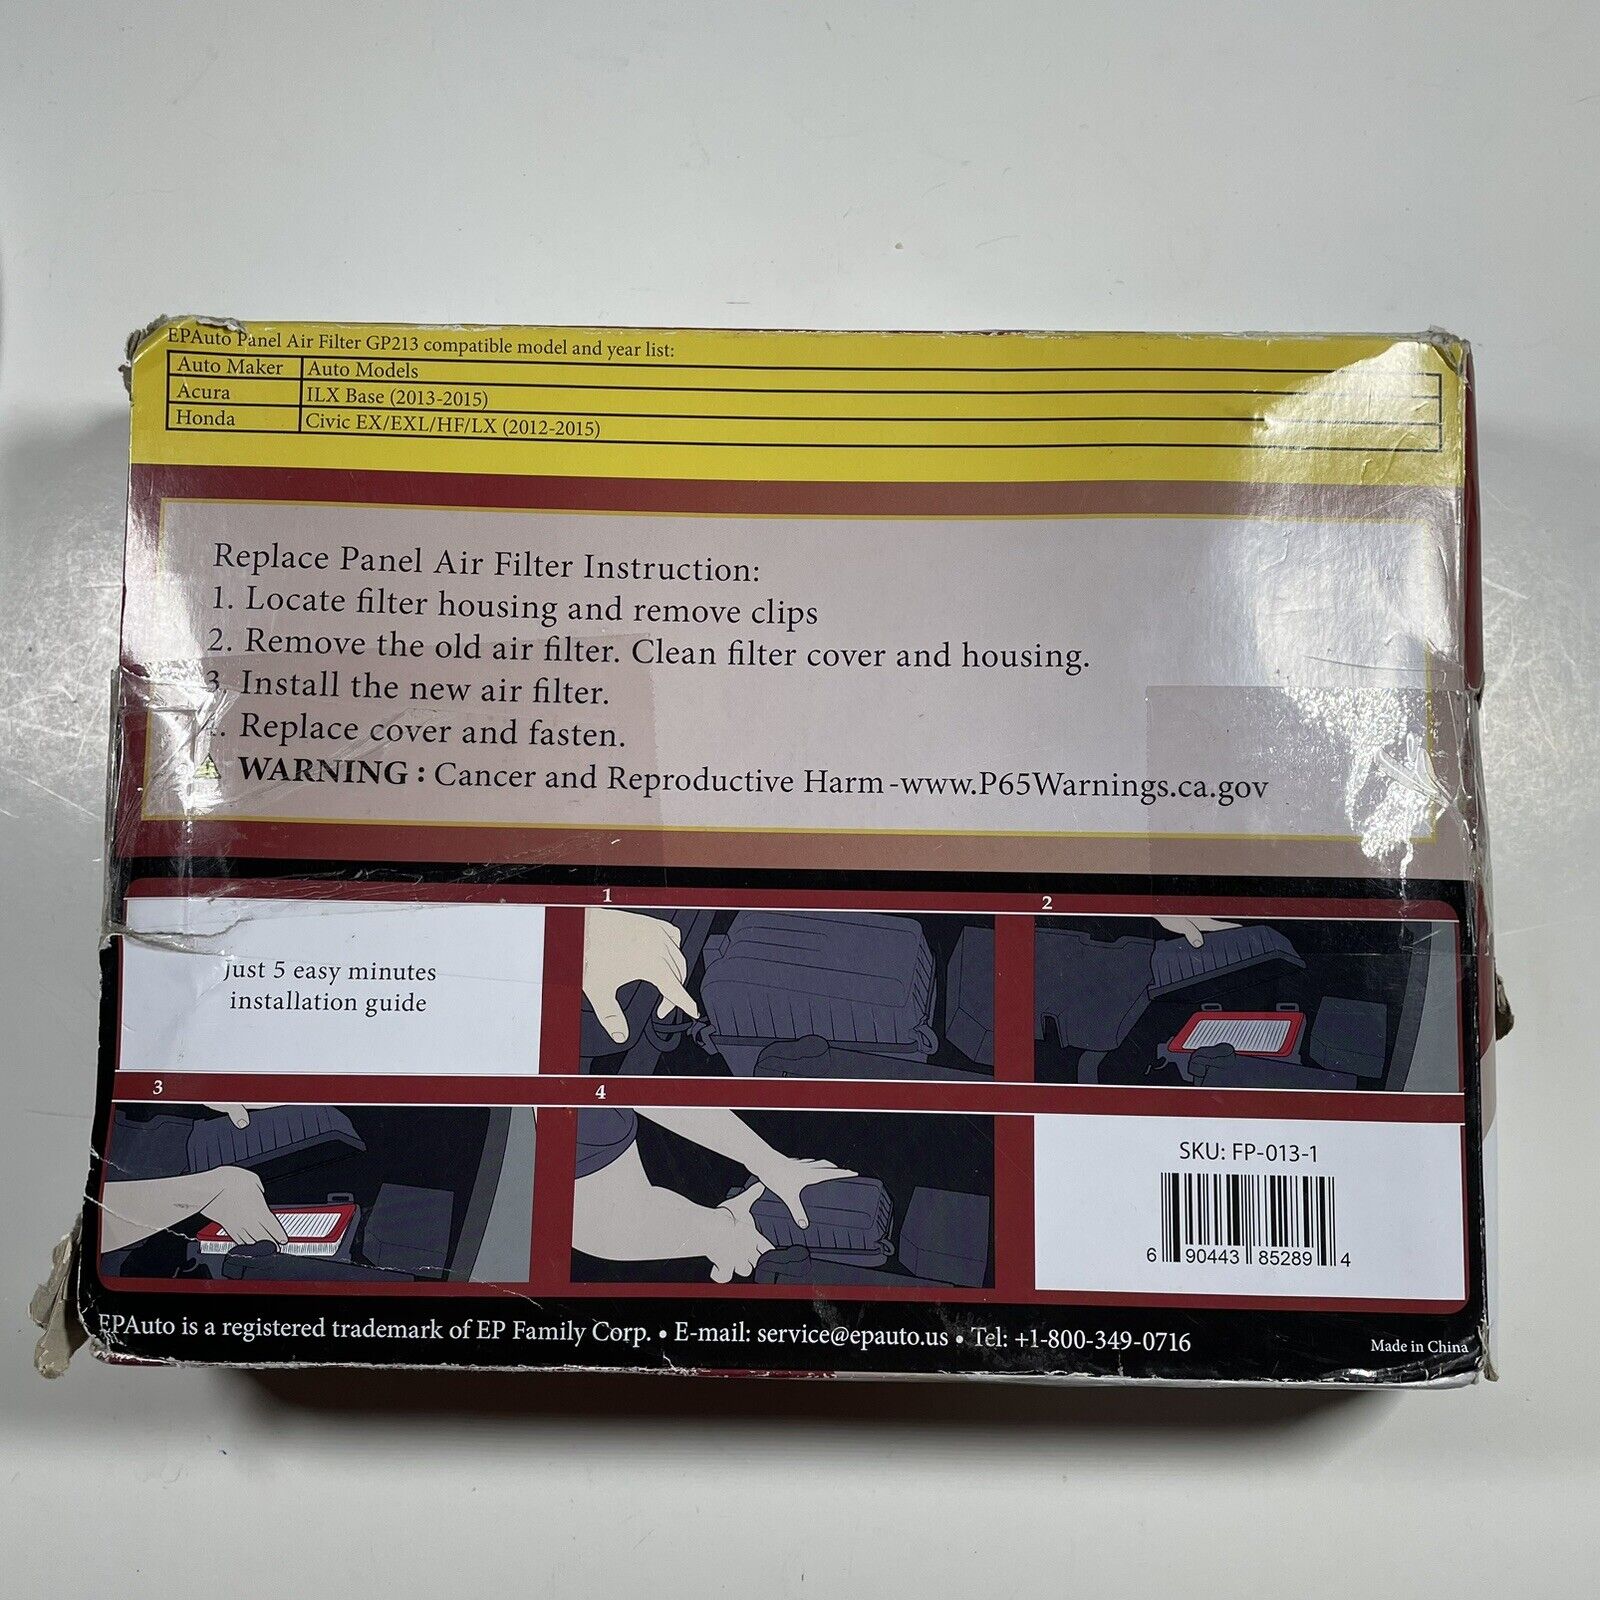 EPAuto Panel Air Filter GP213 compatible model and year list:
Auto Maker Auto Models
Acura ILX Base (2013-2015)
Honda Civic EX/EXL/HF/LX (2012-2015)
Replace Panel Air Filter Instruction:
1. Locate filter housing and remove clips
2. Remove the old air filter. Clean filter cover and housing.
3. Install the new air filter.
4. Replace cover and fasten.
WARNING : Cancer and Reproductive Harm -www.P65Warnings.ca.gov
Just 5 easy minutes
installation guide
1
2
3
4
SKU: FP-013-1
6 90443 85289 4
EPAuto is a registered trademark of EP Family Corp. • E-mail: service@epauto.us • Tel: +1-800-349-0716
Made in China